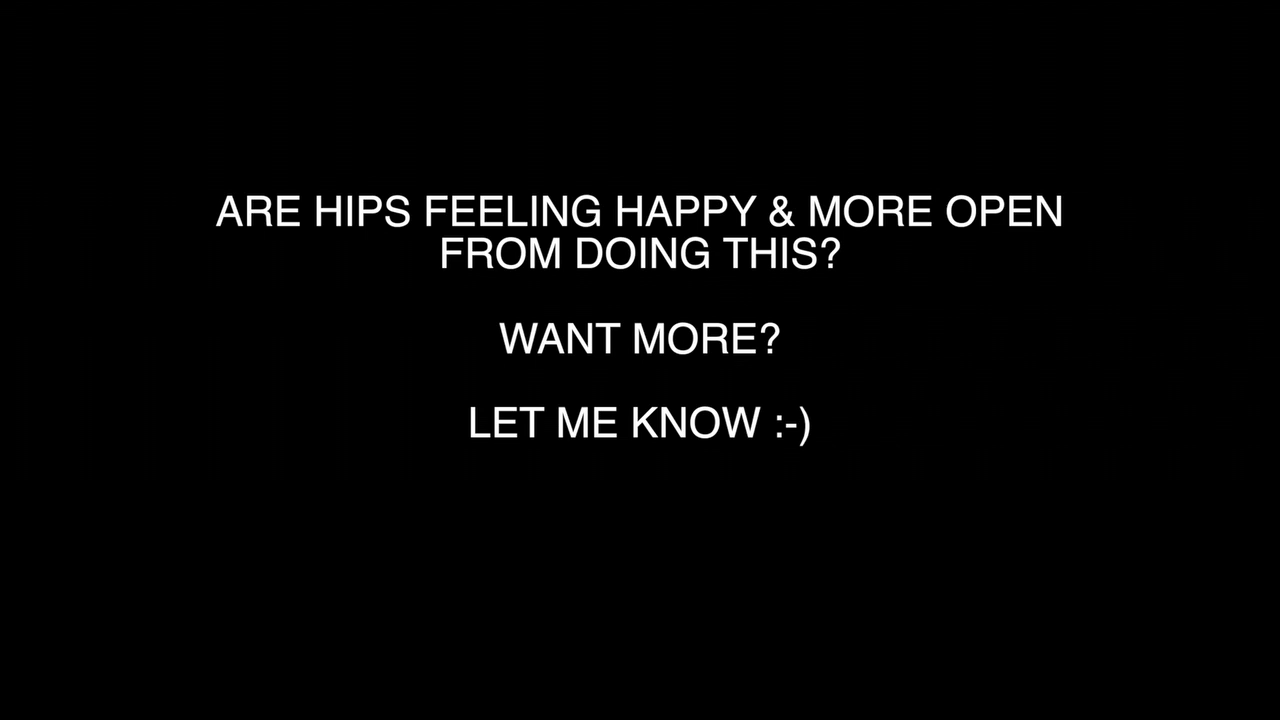 ARE HIPS FEELING HAPPY & MORE OPEN
FROM DOING THIS?
WANT MORE?
LET ME KNOW :-)